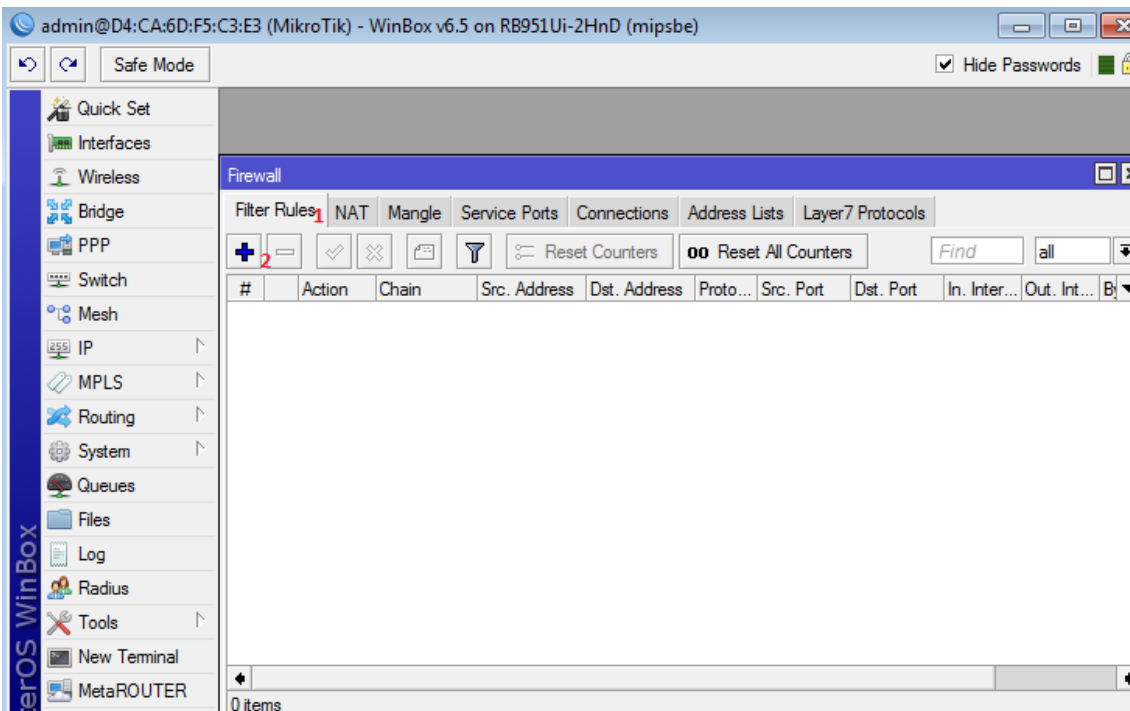 admin@D4:CA:6D:F5:C3:E3 (MikroTik) - WinBox v6.5 on RB951Ui-2HnD (mipsbe)
Safe Mode
Hide Passwords
Quick Set
Interfaces
Wireless
Bridge
PPP
Switch
Mesh
255 IP
MPLS
Routing
System
Queues
Files
Log
Radius
Tools
New Terminal
MetaROUTER
terOS WinBox
Firewall
Filter Rules 1 NAT Mangle Service Ports Connections Address Lists Layer7 Protocols
2 Reset Counters 00 Reset All Counters Find all
# Action Chain Src. Address Dst. Address Proto... Src. Port Dst. Port In. Inter... Out. Int... By
0 items